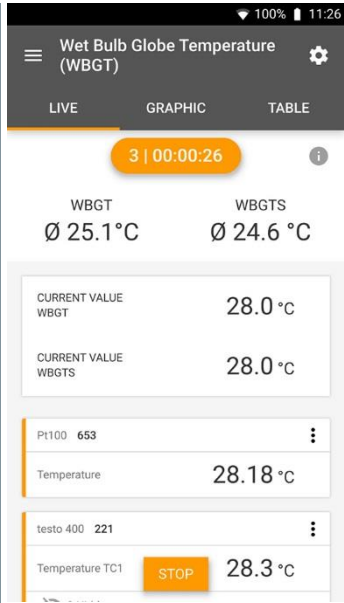 100% 11:26
Wet Bulb Globe Temperature
(WBGT)
LIVE GRAPHIC TABLE
3 | 00:00:26
WBGT WBGTS
Ø 25.1°C Ø 24.6 °C
CURRENT VALUE
WBGT
28.0 °C
CURRENT VALUE
WBGTS
28.0 °C
Pt100 653
Temperature 28.18 °C
testo 400 221
Temperature TC1 28.3 °C
STOP